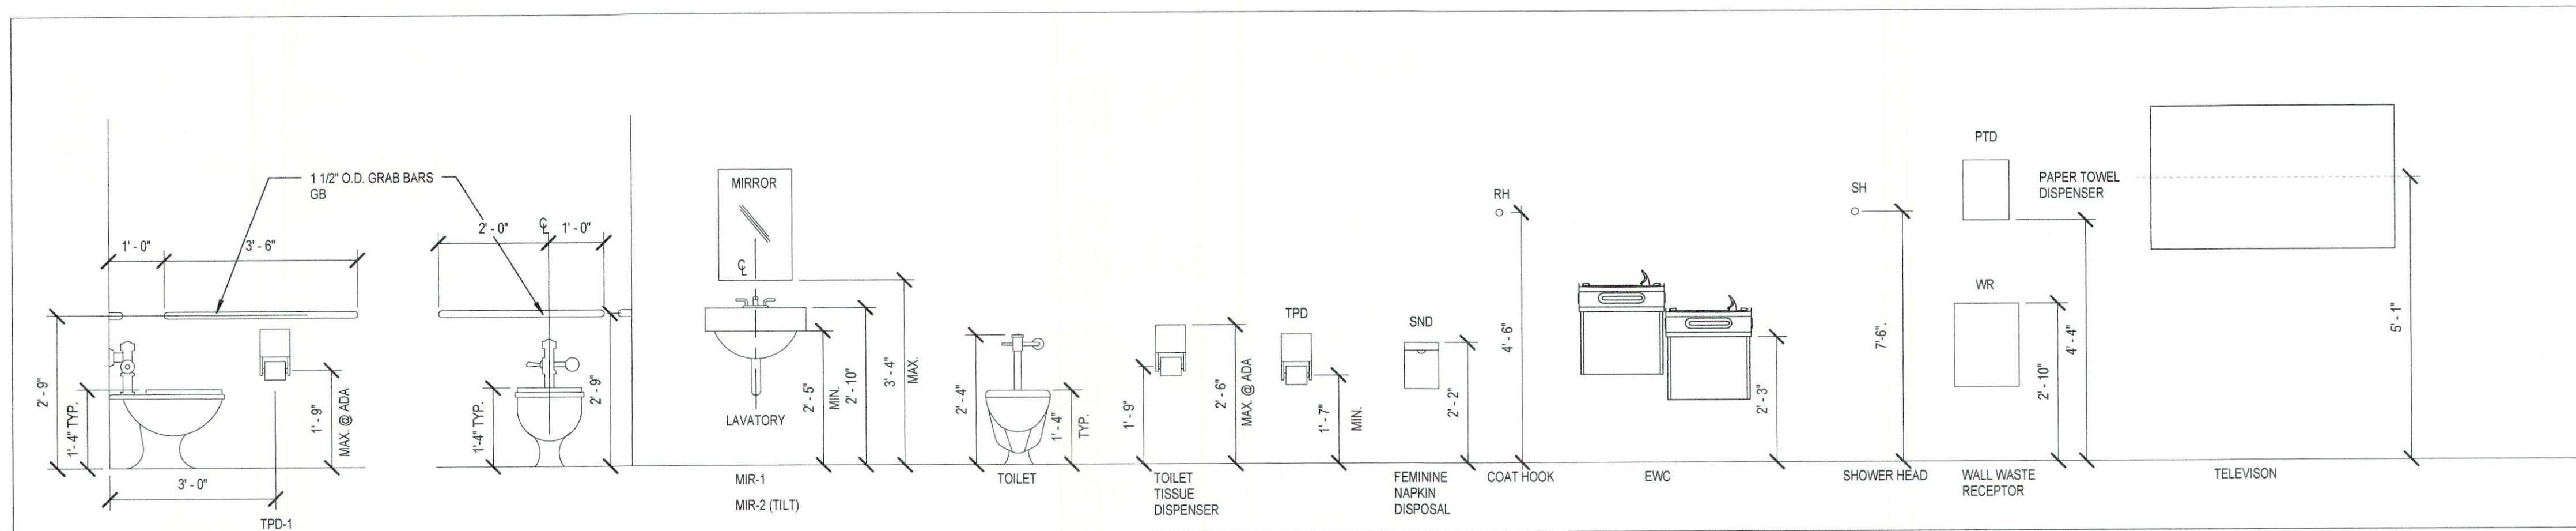 1 1/2" O.D. GRAB BARS
GB
1' - 0"
3' - 6"
2' - 9"
1'- 4" TYP.
1' - 9"
MAX. @ ADA
3' - 0"
TPD-1
2' - 0"
℄
1' - 0"
1'-4" TYP.
2' - 9"
MIRROR
℄
LAVATORY
2' - 5"
MIN.
2' - 10"
3' - 4"
MAX.
MIR-1
MIR-2 (TILT)
2' - 4"
1' - 4"
TYP.
TOILET
1' - 9"
2' - 6"
MAX. @ ADA
TOILET
TISSUE
DISPENSER
TPD
1' - 7"
MIN.
SND
2' - 2"
FEMININE
NAPKIN
DISPOSAL
RH
4' - 6"
COAT HOOK
2' - 3"
EWC
SH
7'-6".
SHOWER HEAD
PTD
PAPER TOWEL
DISPENSER
WR
2' - 10"
4' - 4"
WALL WASTE
RECEPTOR
5' - 1"
TELEVISON